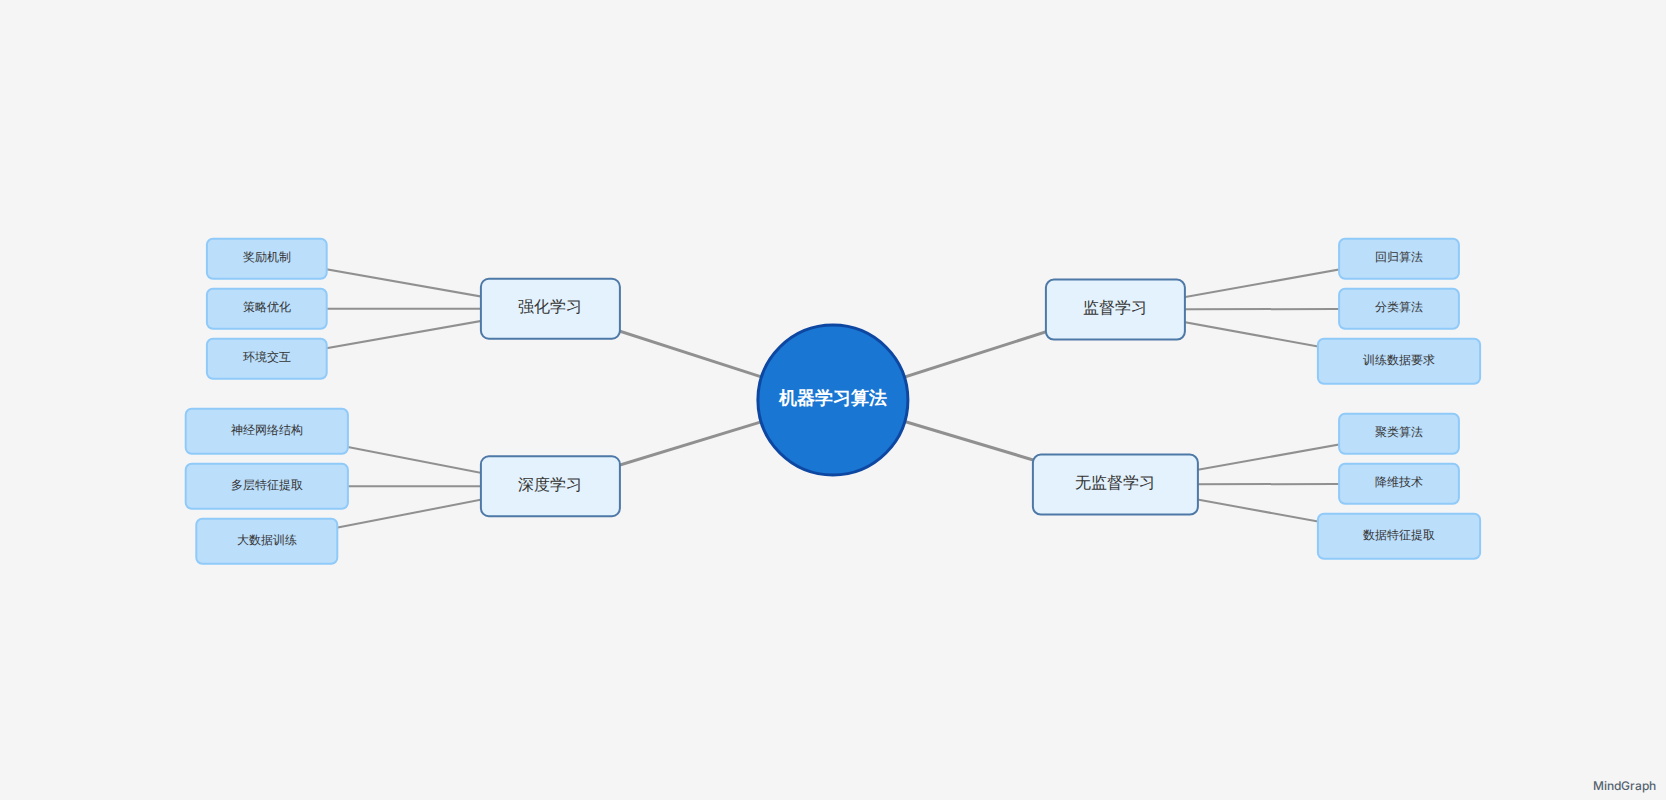 机器学习算法
监督学习
回归算法
分类算法
训练数据要求
无监督学习
聚类算法
降维技术
数据特征提取
强化学习
奖励机制
策略优化
环境交互
深度学习
神经网络结构
多层特征提取
大数据训练
MindGraph